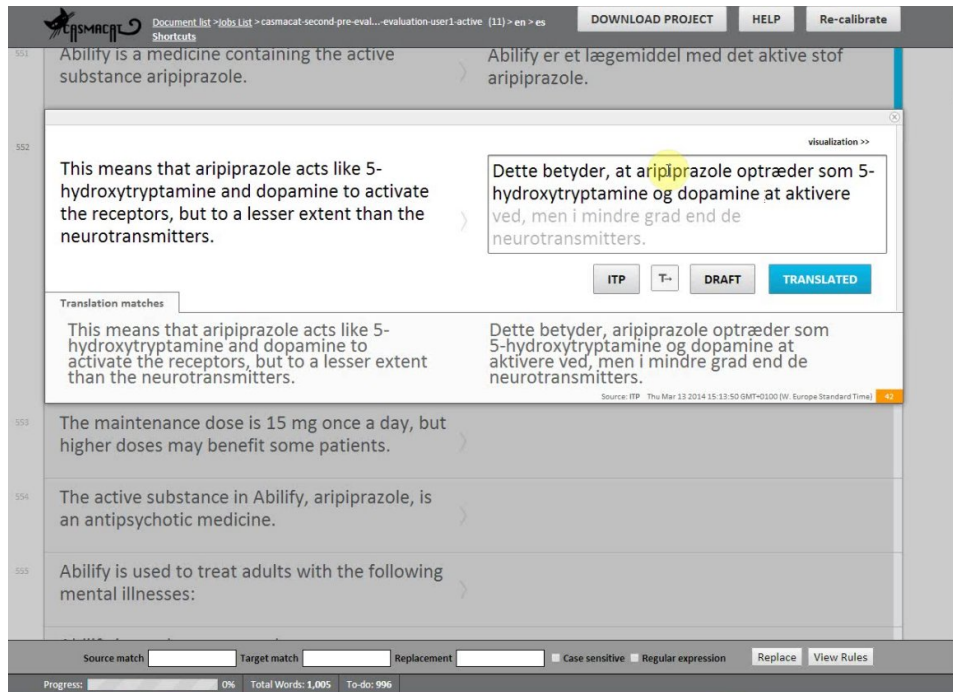 CASMACAT
Document list >Jobs List > casmacat-second-pre-eval...-evaluation-user1-active (11) > en > es
Shortcuts
DOWNLOAD PROJECT
HELP
Re-calibrate
551
Abilify is a medicine containing the active
substance aripiprazole.
Abilify er et lægemiddel med det aktive stof
aripiprazole.
552
visualization >>
This means that aripiprazole acts like 5-
hydroxytryptamine and dopamine to activate
the receptors, but to a lesser extent than the
neurotransmitters.
Dette betyder, at aripiprazole optræder som 5-
hydroxytryptamine og dopamine at aktivere
ved, men i mindre grad end de
neurotransmitters.
ITP
T→
DRAFT
TRANSLATED
Translation matches
This means that aripiprazole acts like 5-
hydroxytryptamine and dopamine to
activate the receptors, but to a lesser extent
than the neurotransmitters.
Dette betyder, aripiprazole optræder som
5-hydroxytryptamine og dopamine at
aktivere ved, men i mindre grad end de
neurotransmitters.
Source: ITP Thu Mar 13 2014 15:13:50 GMT+0100 (W. Europe Standard Time) 42
553
The maintenance dose is 15 mg once a day, but
higher doses may benefit some patients.
554
The active substance in Abilify, aripiprazole, is
an antipsychotic medicine.
555
Abilify is used to treat adults with the following
mental illnesses:
Source match
Target match
Replacement
Case sensitive
Regular expression
Replace
View Rules
Progress: 0% Total Words: 1,005 To-do: 996